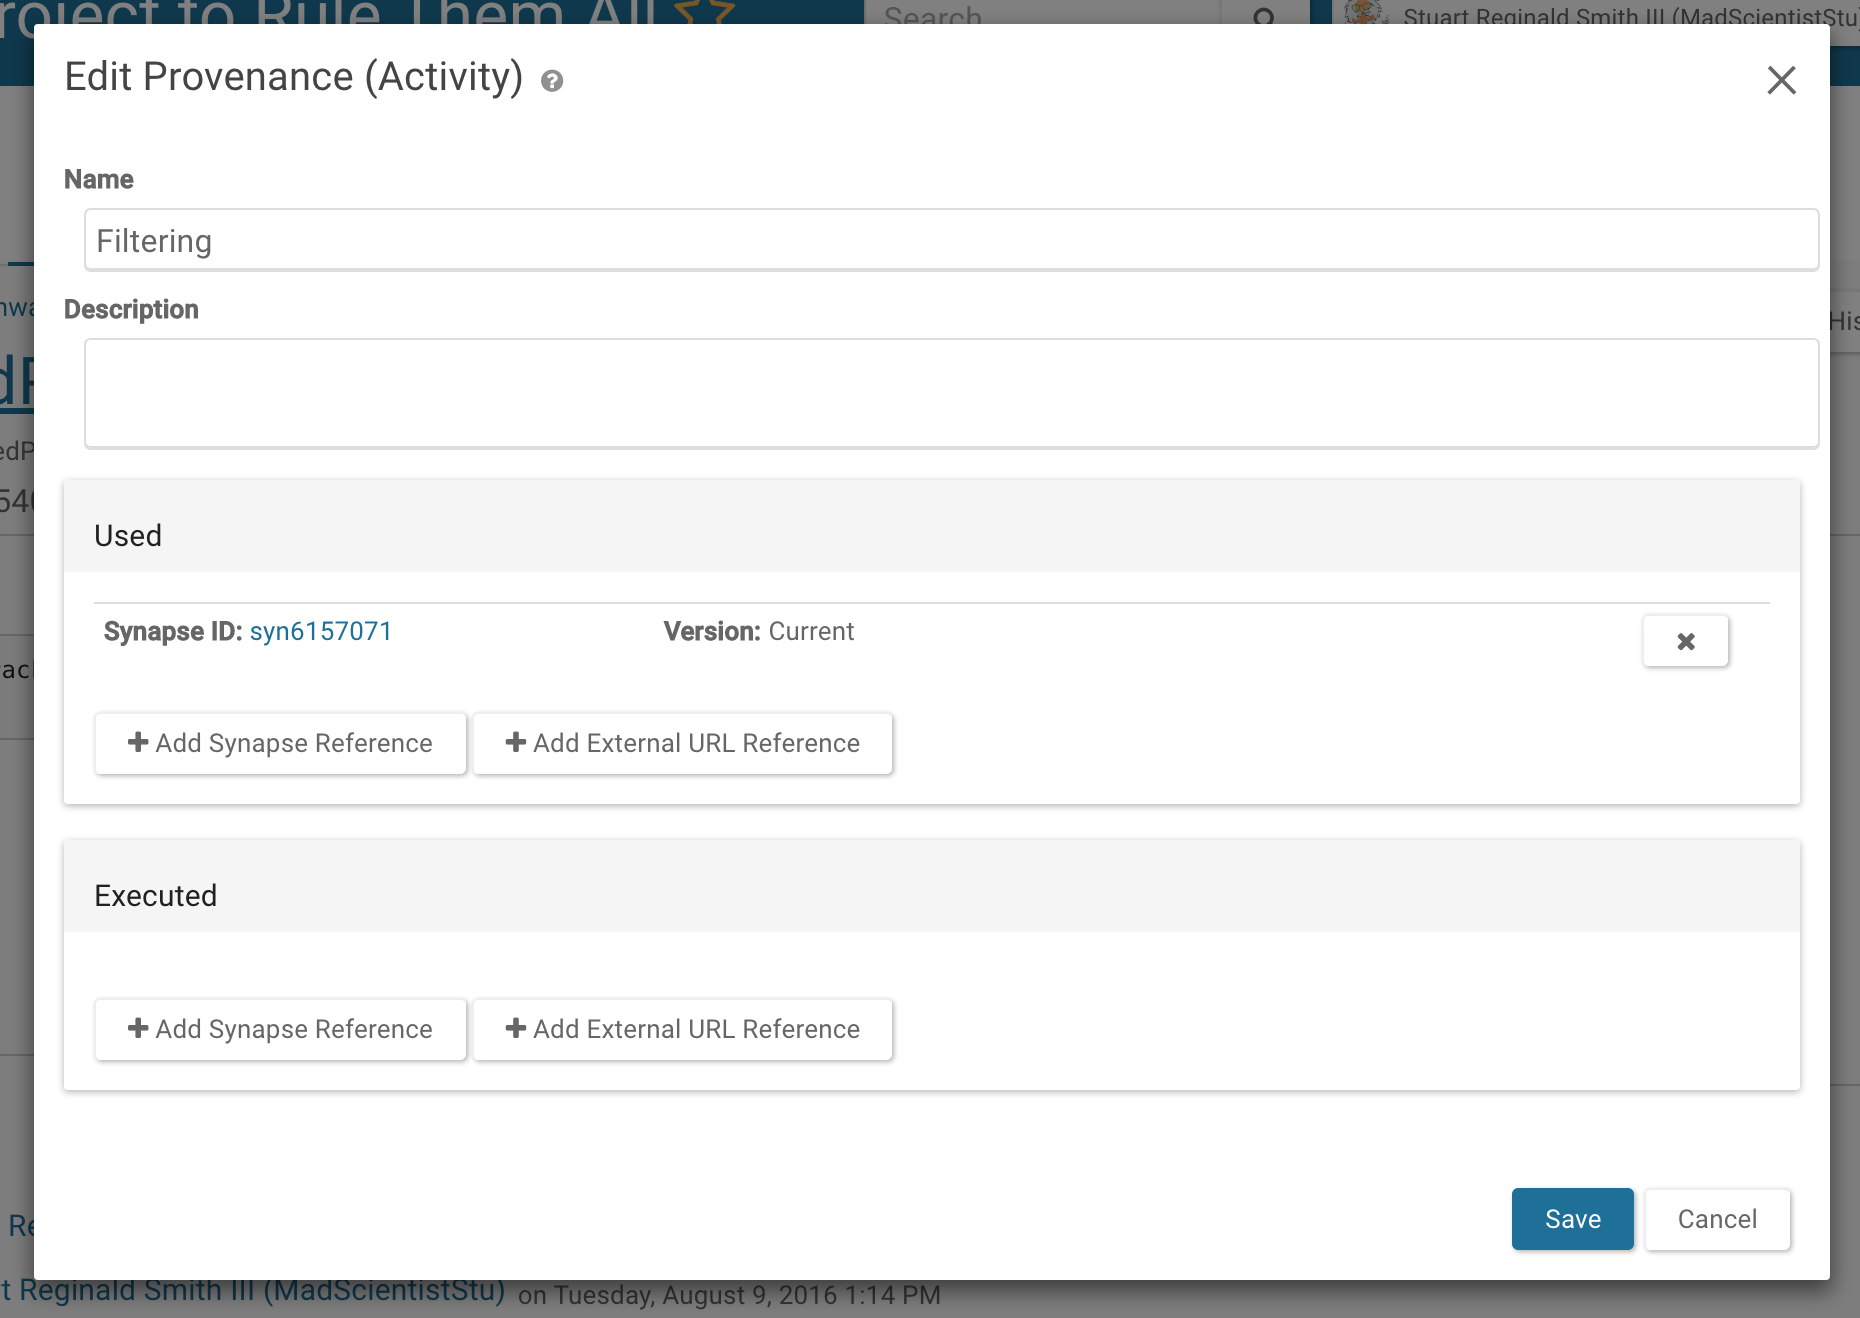 Project to Rule Them All
Search
Stuart Reginald Smith III (MadScientistStu)
Edit Provenance (Activity)
Name
Filtering
Description
His
Used
Synapse ID: syn6157071 Version: Current
Add Synapse Reference Add External URL Reference
Executed
Add Synapse Reference Add External URL Reference
Save Cancel
t Reginald Smith III (MadScientistStu) on Tuesday, August 9, 2016 1:14 PM